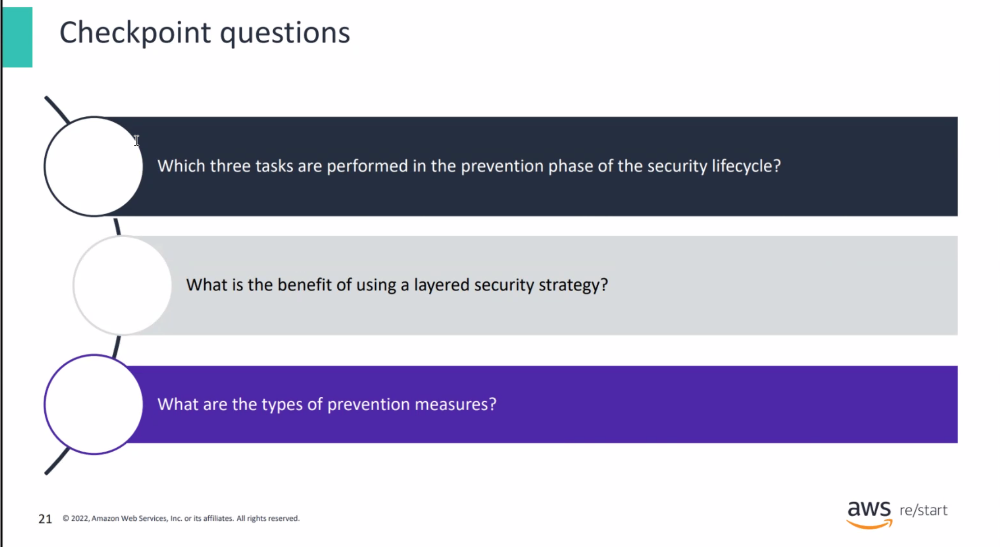 Checkpoint questions
Which three tasks are performed in the prevention phase of the security lifecycle?
What is the benefit of using a layered security strategy?
What are the types of prevention measures?
21 © 2022, Amazon Web Services, Inc. or its affiliates. All rights reserved.
aws re/start